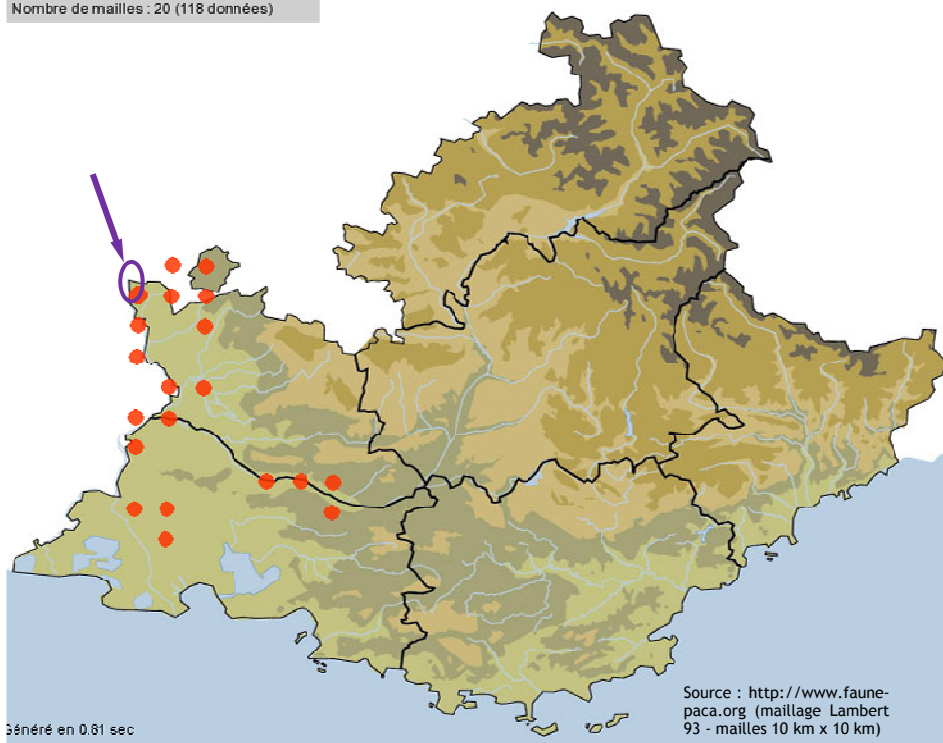 Nombre de mailles : 20 (118 données)
Source : http://www.faune-
paca.org (maillage Lambert
93 - mailles 10 km x 10 km)
Généré en 0.81 sec